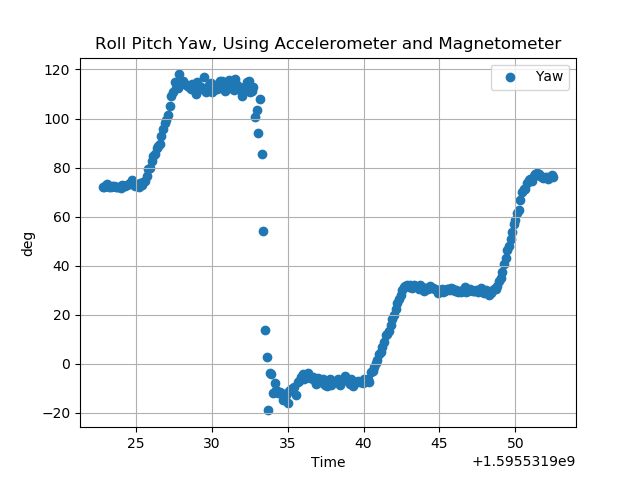 Roll Pitch Yaw, Using Accelerometer and Magnetometer
Yaw
deg
120
100
80
60
40
20
0
−20
25 30 35 40 45 50
Time
+1.5955319e9